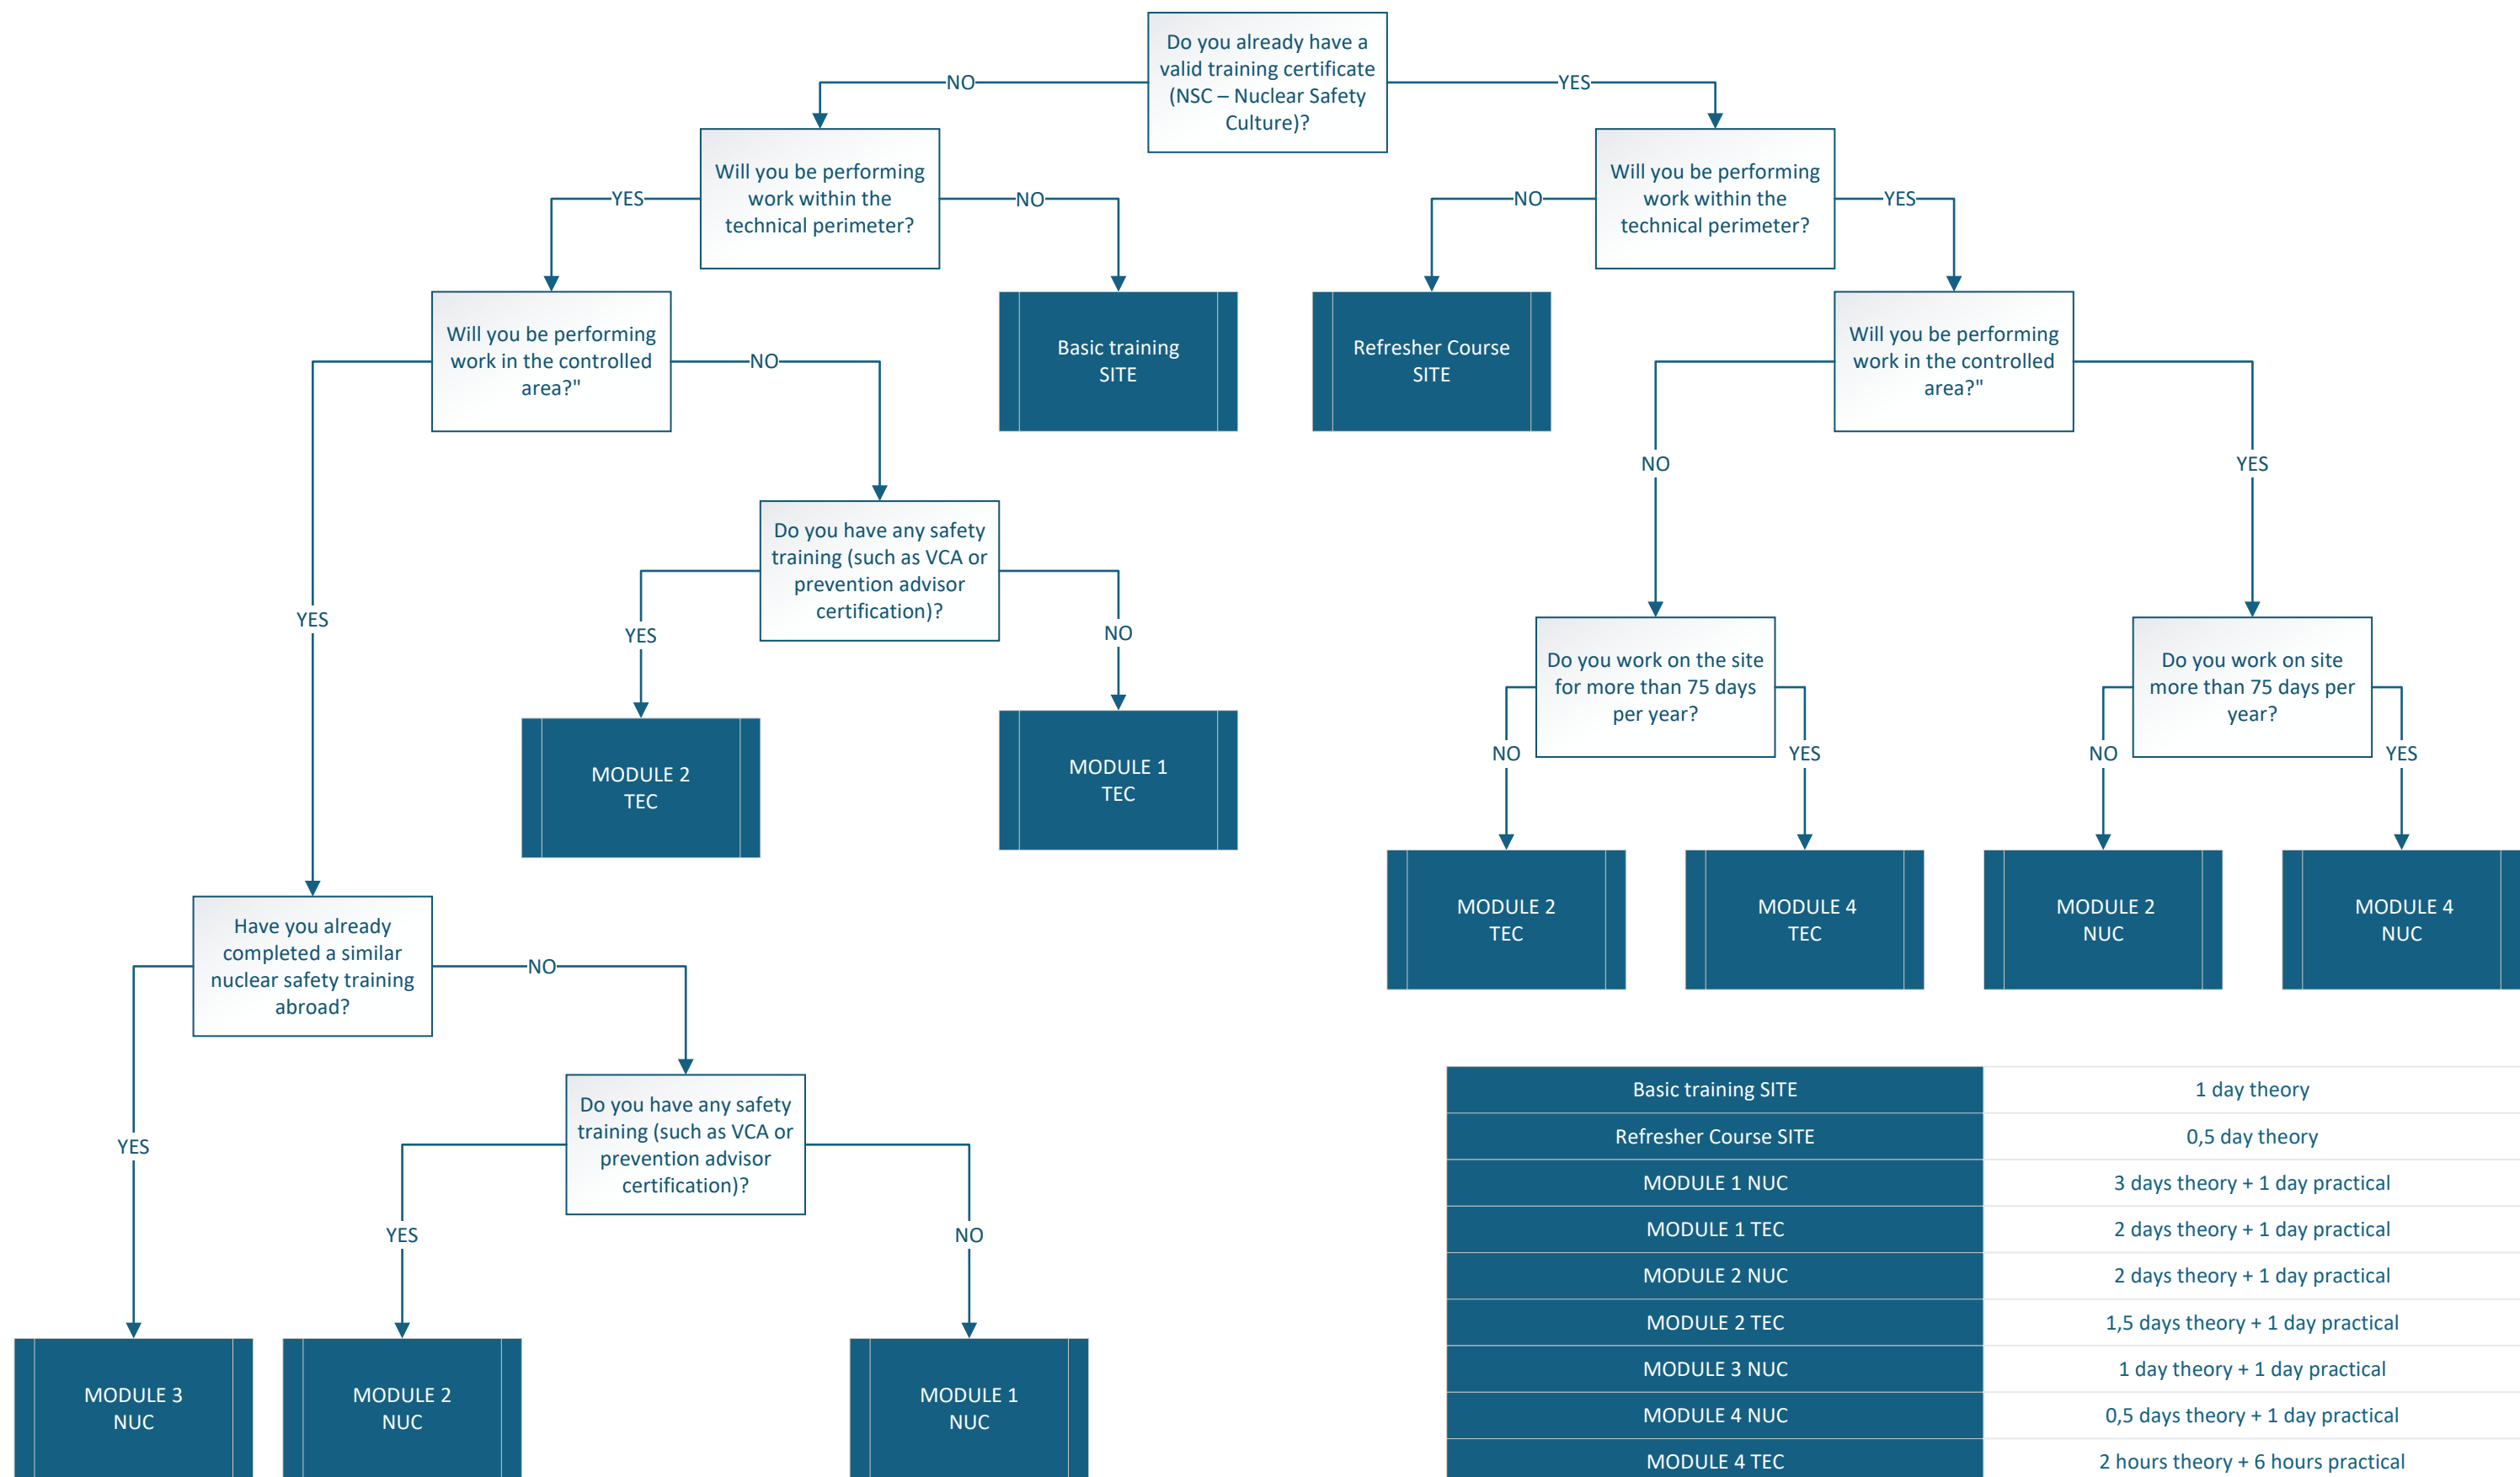 Do you already have a
valid training certificate
(NSC – Nuclear Safety
Culture)?
NO
YES
Will you be performing
work within the
technical perimeter?
Will you be performing
work within the
technical perimeter?
YES
NO
NO
YES
Will you be performing
work in the controlled
area?"
Basic training
SITE
Refresher Course
SITE
Will you be performing
work in the controlled
area?"
NO
NO
YES
Do you have any safety
training (such as VCA or
prevention advisor
certification)?
YES
YES
NO
Do you work on the site
for more than 75 days
per year?
Do you work on site
more than 75 days per
year?
NO
YES
NO
YES
MODULE 2
TEC
MODULE 1
TEC
MODULE 2
TEC
MODULE 4
TEC
MODULE 2
NUC
MODULE 4
NUC
Have you already
completed a similar
nuclear safety training
abroad?
NO
YES
Do you have any safety
training (such as VCA or
prevention advisor
certification)?
YES
NO
MODULE 3
NUC
MODULE 2
NUC
MODULE 1
NUC
Basic training SITE 1 day theory
Refresher Course SITE 0,5 day theory
MODULE 1 NUC 3 days theory + 1 day practical
MODULE 1 TEC 2 days theory + 1 day practical
MODULE 2 NUC 2 days theory + 1 day practical
MODULE 2 TEC 1,5 days theory + 1 day practical
MODULE 3 NUC 1 day theory + 1 day practical
MODULE 4 NUC 0,5 days theory + 1 day practical
MODULE 4 TEC 2 hours theory + 6 hours practical